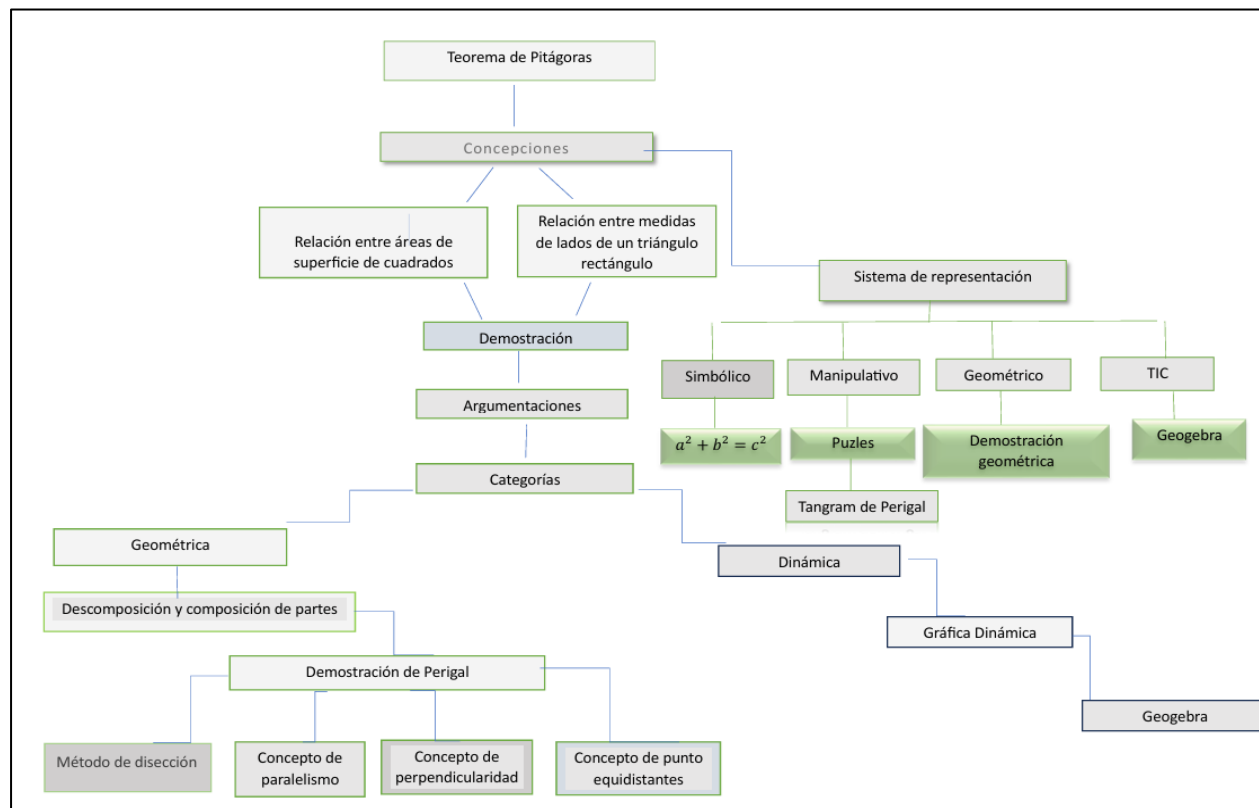 Teorema de Pitágoras
Concepciones
Relación entre áreas de
superficie de cuadrados
Relación entre medidas
de lados de un triángulo
rectángulo
Sistema de representación
Demostración
Simbólico
Manipulativo
Geométrico
TIC
Argumentaciones
a² + b² = c²
Puzles
Demostración
geométrica
Geogebra
Categorías
Tangram de Perigal
Geométrica
Dinámica
Descomposición y composición de partes
Gráfica Dinámica
Demostración de Perigal
Geogebra
Método de disección
Concepto de
paralelismo
Concepto de
perpendicularidad
Concepto de punto
equidistantes